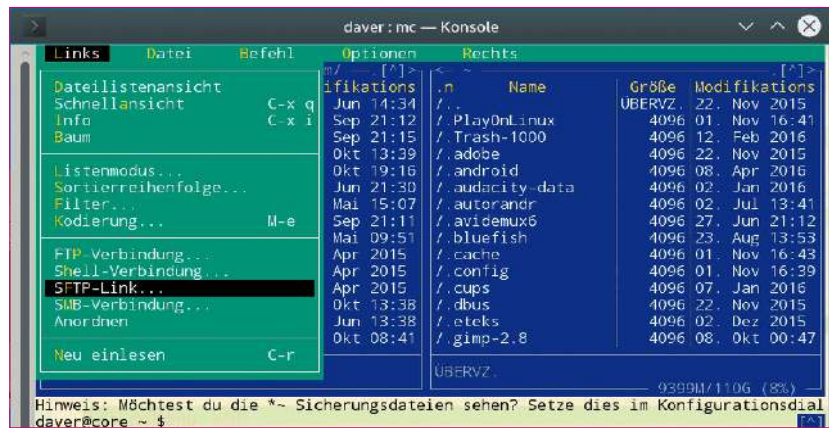 daver : mc — Konsole
Links Datei Befehl Optionen Rechts
Dateilistenansicht
Schnellansicht C-x q
Info C-x i
Baum
Listenmodus...
Sortierreihenfolge...
Filter...
Kodierung... M-e
FTP-Verbindung...
Shell-Verbindung...
SFTP-Link...
SMB-Verbindung...
Anordnen
Neu einlesen C-r
m/ .[^]>
ifikations
Jun 14:34
Sep 21:12
Sep 21:15
Okt 13:39
Okt 19:16
Jun 21:30
Mai 15:07
Sep 21:11
Mai 09:51
Apr 2015
Apr 2015
Apr 2015
Okt 13:38
Jun 13:38
Okt 08:41
<- ~ .[^]>
.n Name Größe Modifikations
/.. ÜBERVZ. 22. Nov 2015
/.PlayOnLinux 4096 01. Nov 16:41
/.Trash-1000 4096 12. Feb 2016
/.adobe 4096 22. Nov 2015
/.android 4096 08. Apr 2016
/.audacity-data 4096 02. Jan 2016
/.autorandr 4096 02. Jul 13:41
/.avidemux6 4096 27. Jun 21:12
/.bluefish 4096 23. Aug 13:53
/.cache 4096 01. Nov 16:43
/.config 4096 01. Nov 16:39
/.cups 4096 07. Jan 2016
/.dbus 4096 22. Nov 2015
/.eteks 4096 02. Dez 2015
/.gimp-2.8 4096 08. Okt 00:47
ÜBERVZ.
9399M/110G (8%)
Hinweis: Möchtest du die *~ Sicherungsdateien sehen? Setze dies im Konfigurationsdial
daver@core ~ $ [^]